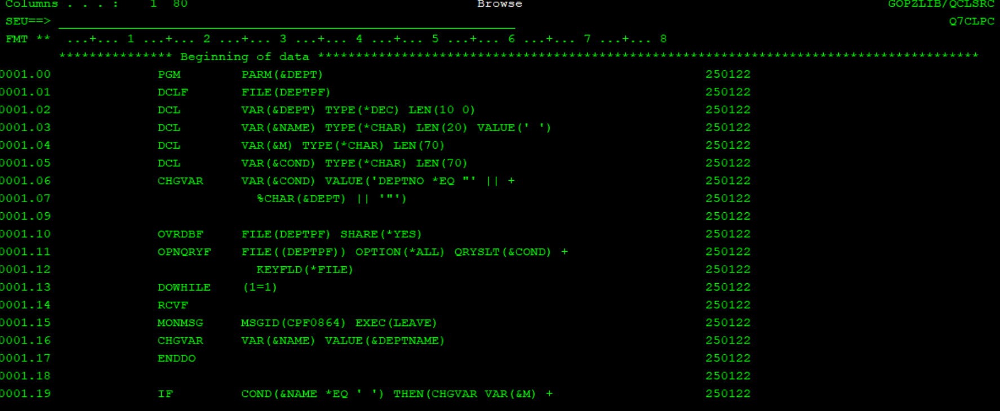 Columns . . . :    1  80                                      Browse                                                GOPZLIB/QCLSRC
SEU==> ____________________________________________________________ Q7CLPC
FMT **  ...+... 1 ...+... 2 ...+... 3 ...+... 4 ...+... 5 ...+... 6 ...+... 7 ...+... 8
*************** Beginning of data ***************************************************************************************
0001.00 PGM PARM(&DEPT) 250122
0001.01 DCLF FILE(DEPTPF) 250122
0001.02 DCL VAR(&DEPT) TYPE(*DEC) LEN(10 0) 250122
0001.03 DCL VAR(&NAME) TYPE(*CHAR) LEN(20) VALUE(' ') 250122
0001.04 DCL VAR(&M) TYPE(*CHAR) LEN(70) 250122
0001.05 DCL VAR(&COND) TYPE(*CHAR) LEN(70) 250122
0001.06 CHGVAR VAR(&COND) VALUE('DEPTNO *EQ "' || + 250122
0001.07 %CHAR(&DEPT) || '"') 250122
0001.09 250122
0001.10 OVRDBF FILE(DEPTPF) SHARE(*YES) 250122
0001.11 OPNQRYF FILE((DEPTPF)) OPTION(*ALL) QRYSLT(&COND) + 250122
0001.12 KEYFLD(*FILE) 250122
0001.13 DOWHILE (1=1) 250122
0001.14 RCVF 250122
0001.15 MONMSG MSGID(CPF0864) EXEC(LEAVE) 250122
0001.16 CHGVAR VAR(&NAME) VALUE(&DEPTNAME) 250122
0001.17 ENDDO 250122
0001.18 250122
0001.19 IF COND(&NAME *EQ ' ') THEN(CHGVAR VAR(&M) + 250122